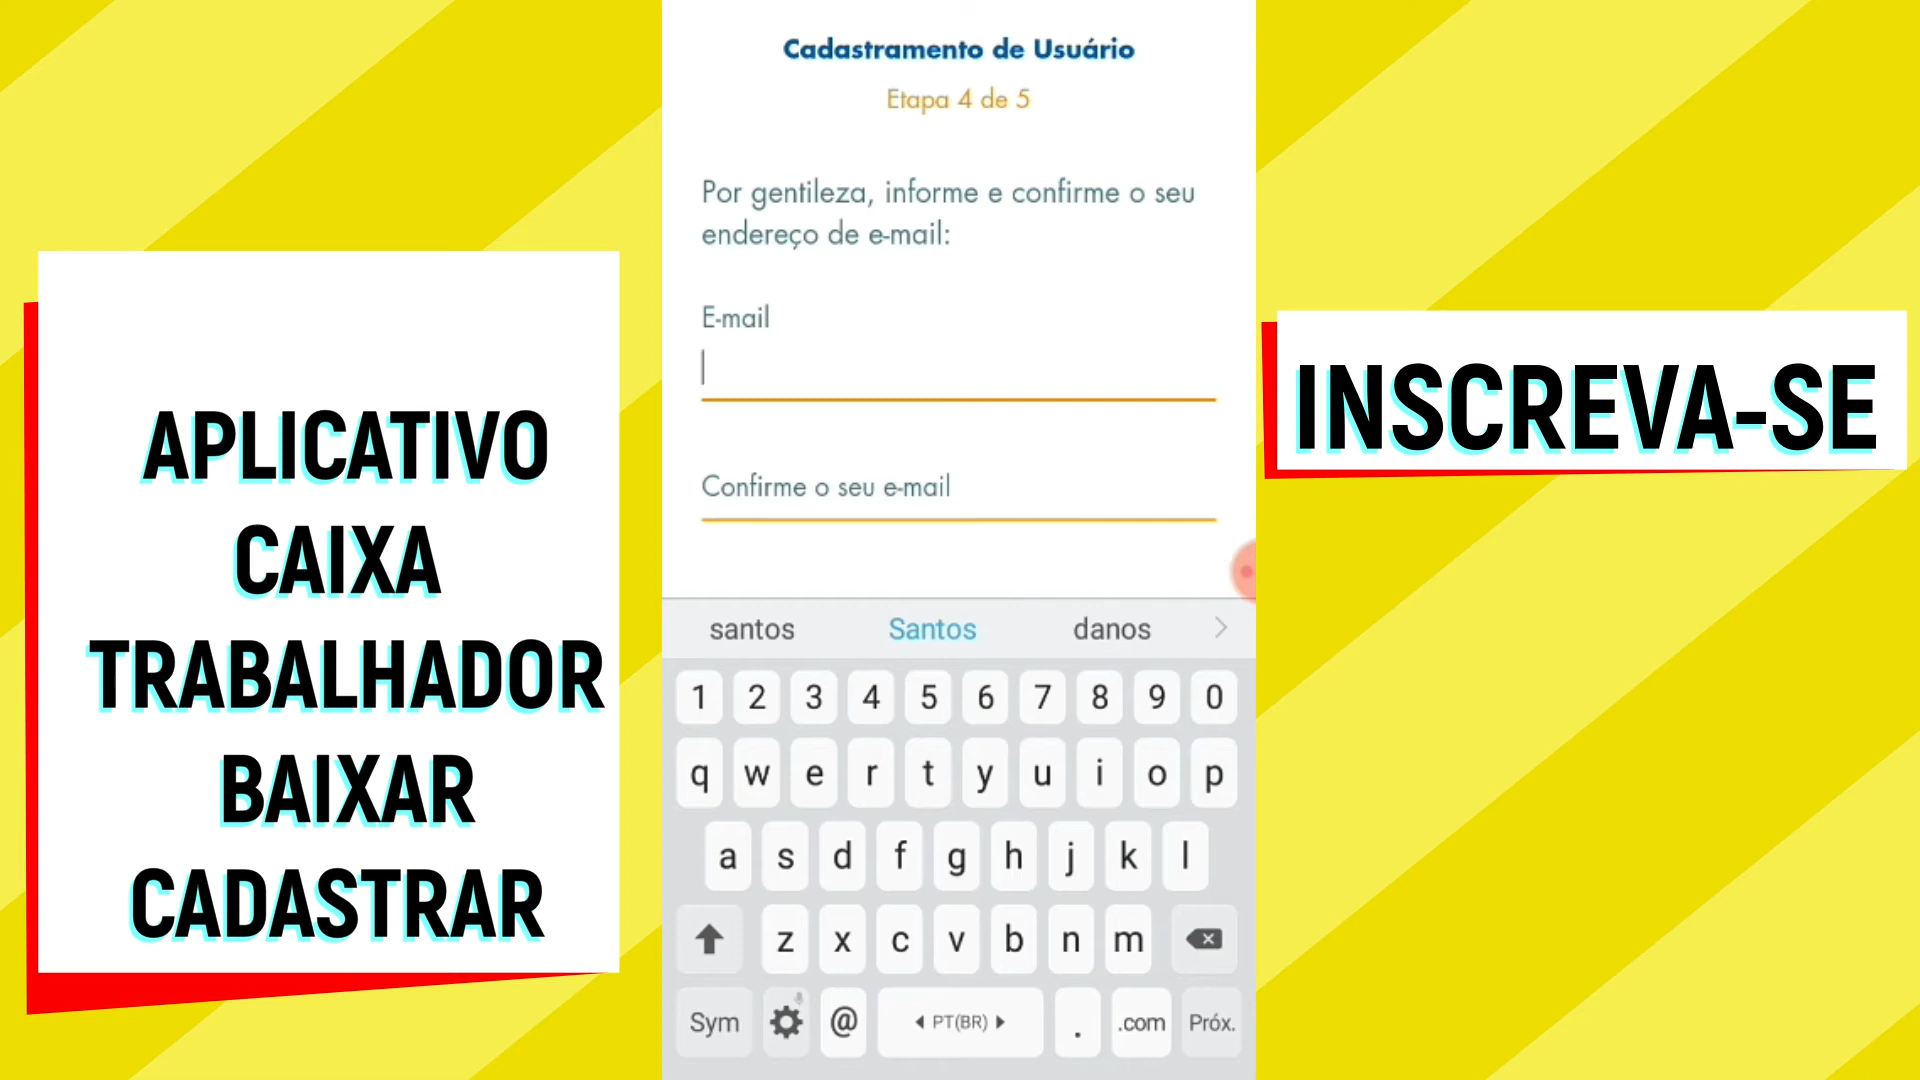 APLICATIVO
CAIXA
TRABALHADOR
BAIXAR
CADASTRAR
Cadastramento de Usuário
Etapa 4 de 5
Por gentileza, informe e confirme o seu
endereço de e-mail:
E-mail
Confirme o seu e-mail
santos Santos danos
1 2 3 4 5 6 7 8 9 0
q w e r t y u i o p
a s d f g h j k l
z x c v b n m
Sym @ PT(BR) . .com Próx.
INSCREVA-SE